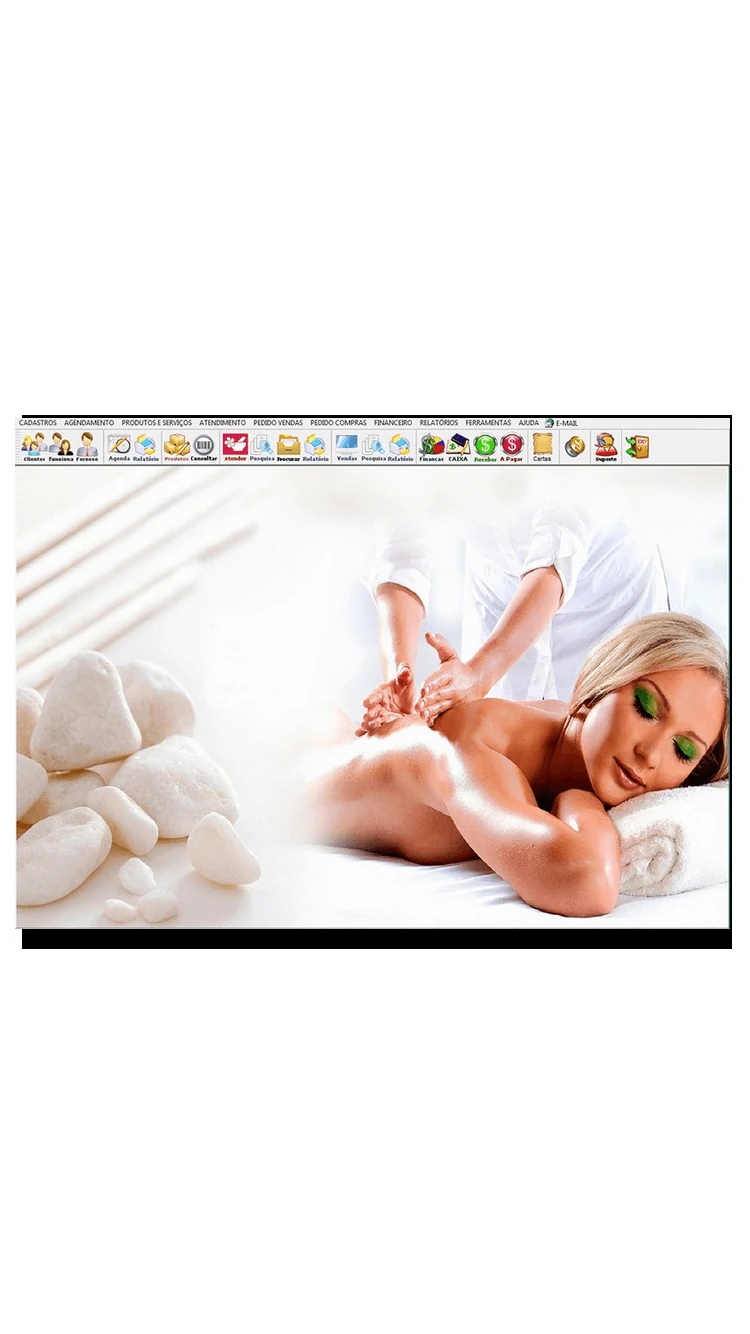 CADASTROS AGENDAMENTO PRODUTOS E SERVIÇOS ATENDIMENTO PEDIDO VENDAS PEDIDO COMPRAS FINANCEIRO RELATÓRIOS FERRAMENTAS AJUDA E-MAIL
Clientes Funciona Fornece Agenda Relatório Produtos Consultar Atender Pesquisa Procurar Relatório Vendas Pesquisa Relatório Finanças CAIXA Receber A Pagar Cartas Suporte